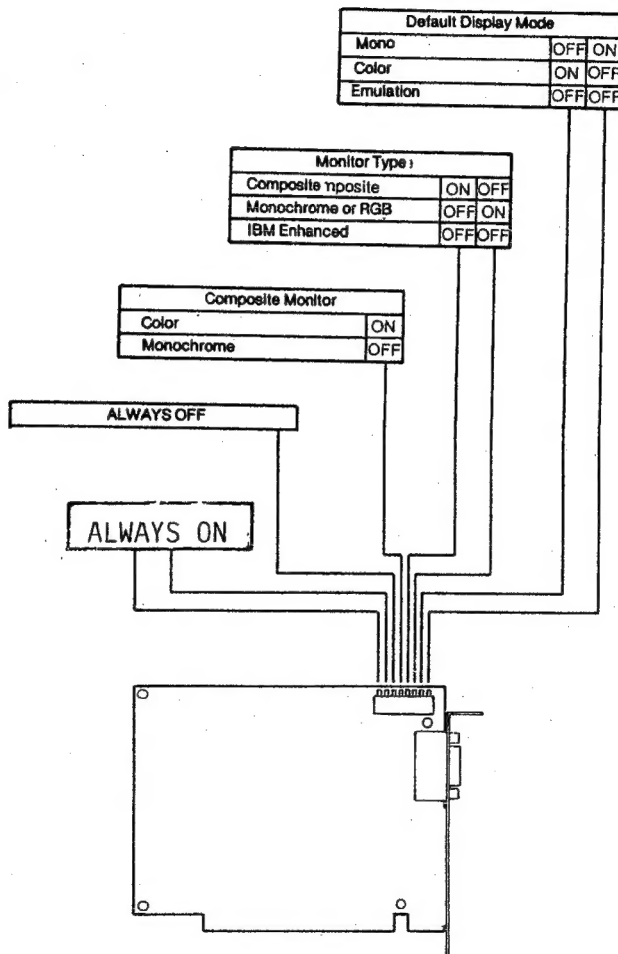 Default Display Mode
Mono OFF ON
Color ON OFF
Emulation OFF OFF
Monitor Type
Composite mposite ON OFF
Monochrome or RGB OFF ON
IBM Enhanced OFF OFF
Composite Monitor
Color ON
Monochrome OFF
ALWAYS OFF
ALWAYS ON